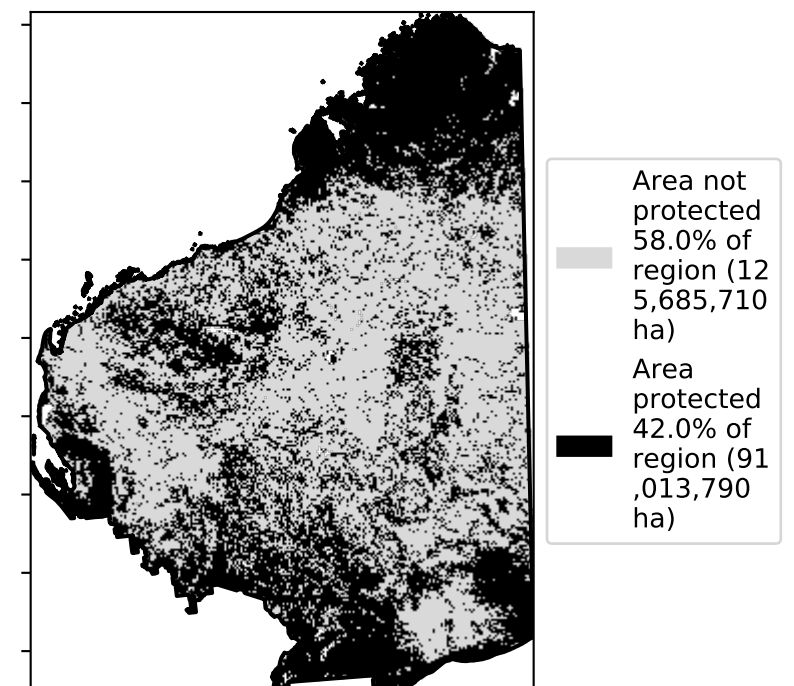 Area not
protected
58.0% of
region (12
5,685,710
ha)
Area
protected
42.0% of
region (91
,013,790
ha)